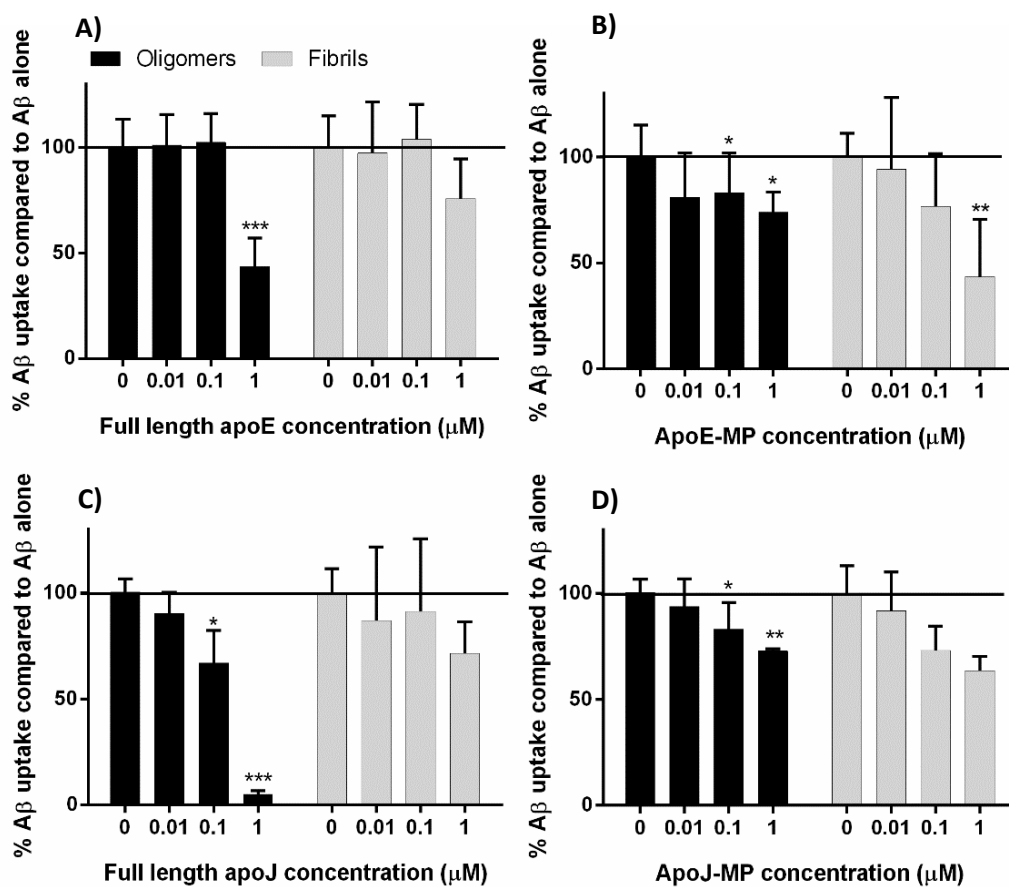 A)
Oligomers Fibrils
% Aβ uptake compared to Aβ alone
100
50
0
***
0 0.01 0.1 1 0 0.01 0.1 1
Full length apoE concentration (μM)
B)
% Aβ uptake compared to Aβ alone
100
50
0
* * **
0 0.01 0.1 1 0 0.01 0.1 1
ApoE-MP concentration (μM)
C)
% Aβ uptake compared to Aβ alone
100
50
0
* ***
0 0.01 0.1 1 0 0.01 0.1 1
Full length apoJ concentration (μM)
D)
% Aβ uptake compared to Aβ alone
100
50
0
* **
0 0.01 0.1 1 0 0.01 0.1 1
ApoJ-MP concentration (μM)